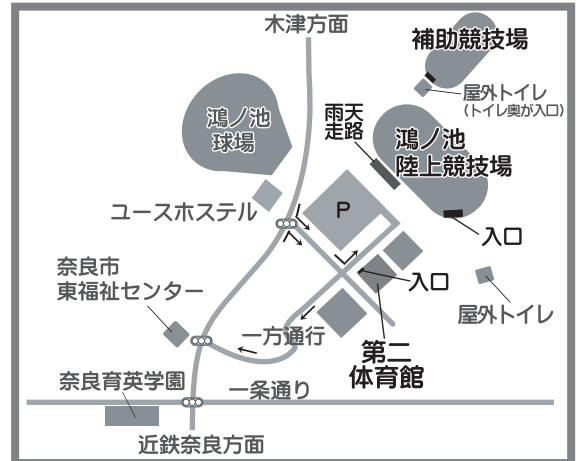 木津方面
補助競技場
屋外トイレ
(トイレ奥が入口)
雨天
走路
鴻ノ池
陸上競技場
鴻ノ池
球場
P
ユースホステル
入口
奈良市
東福祉センター
入口
屋外トイレ
一方通行
第二
体育館
奈良育英学園
一条通り
近鉄奈良方面